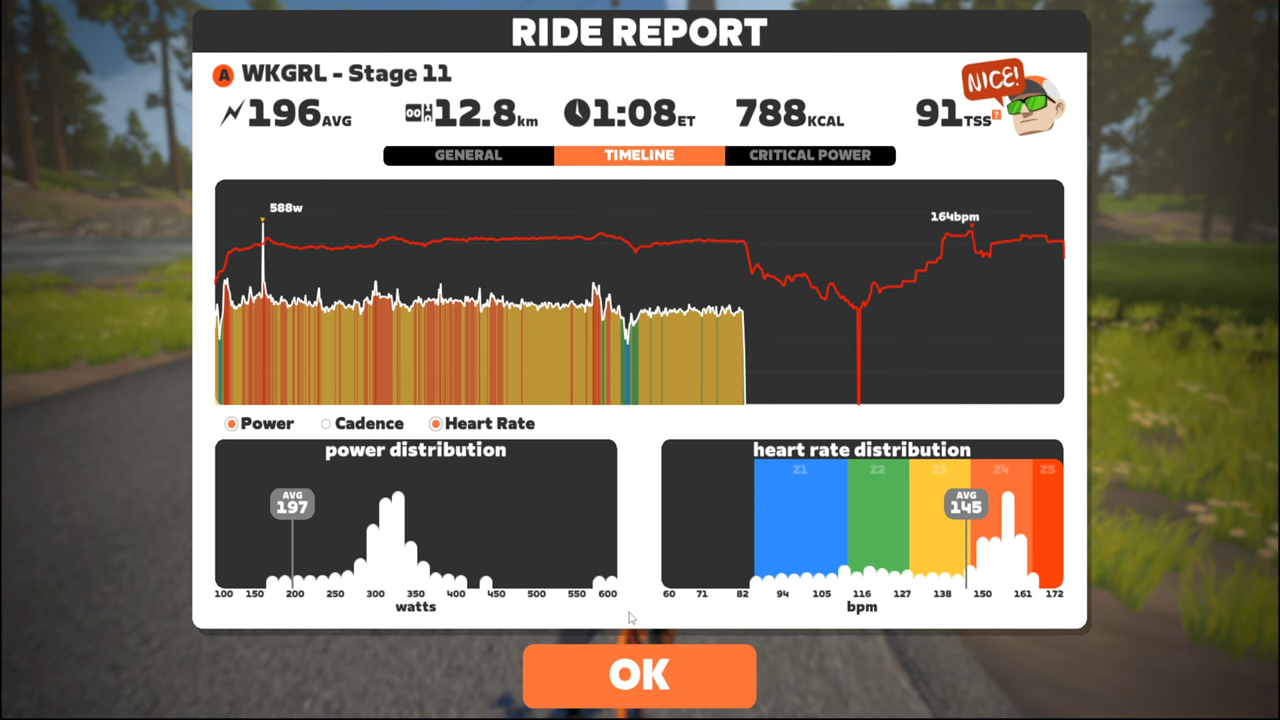 RIDE REPORT
A WKGRL - Stage 11
NICE!
196AVG 12.8km 1:08ET 788KCAL 91TSS?
GENERAL TIMELINE CRITICAL POWER
588w
164bpm
Power Cadence Heart Rate
power distribution
AVG
197
100 150 200 250 300 350 400 450 500 550 600
watts
heart rate distribution
Z1 Z2 Z3 Z4 Z5
AVG
145
60 71 82 94 105 116 127 138 150 161 172
bpm
OK